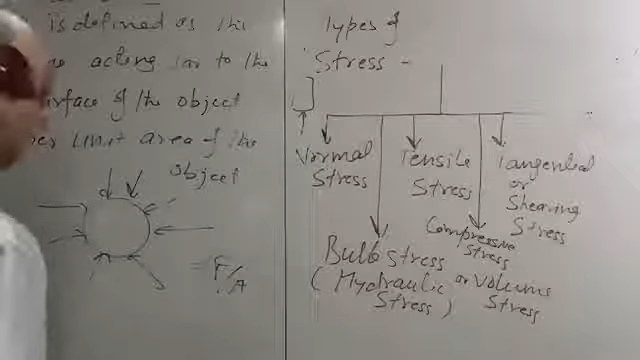 is defined as the
acting lar to the
surface of the object
per unit area of the
object
= F/A
Types of
Stress -
Normal
Stress
Tensile
Stress
Tangential
or
Shearing
Stress
Compressive
Stress
Bulk Stress
(Hydraulic or Volume
Stress) Stress